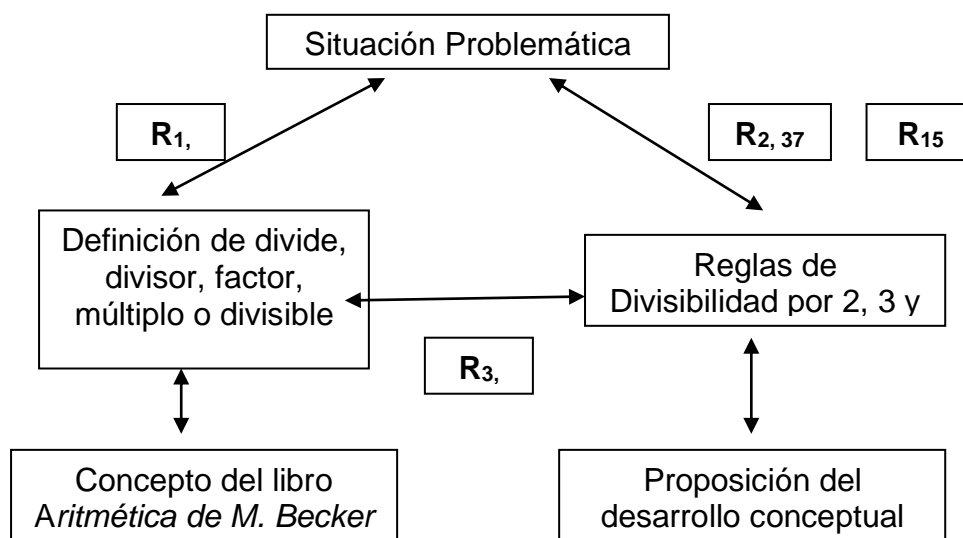 Situación Problemática
R1,
R2, 37
R15
Definición de divide,
divisor, factor,
múltiplo o divisible
Reglas de
Divisibilidad por 2, 3 y
R3,
Concepto del libro
Aritmética de M. Becker
Proposición del
desarrollo conceptual